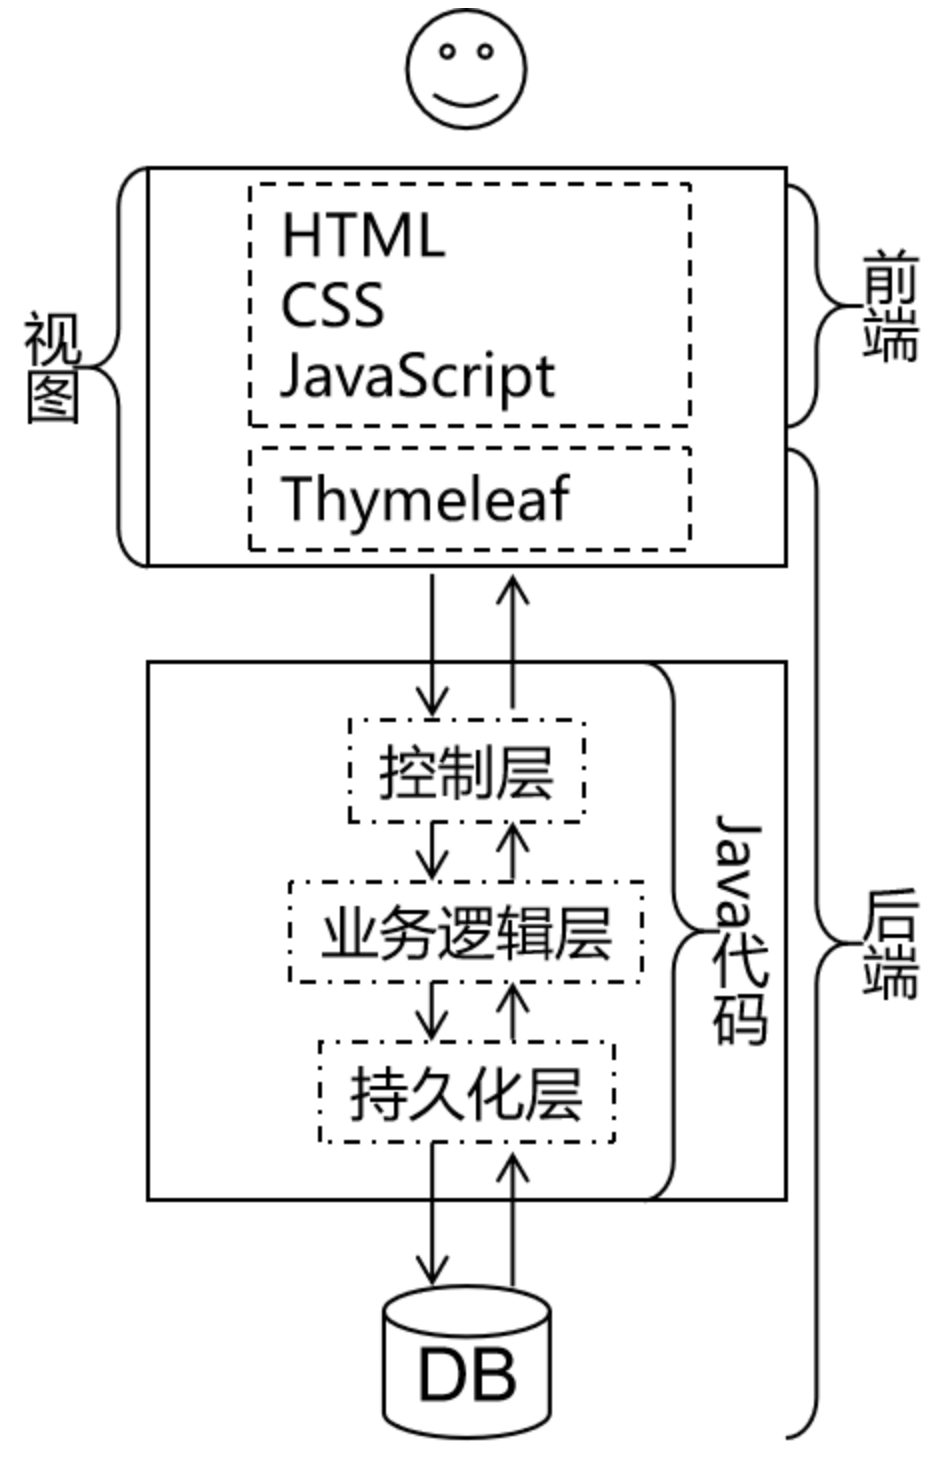 HTML
CSS
JavaScript
前端
视图
Thymeleaf
控制层
业务逻辑层
Java代码
后端
持久化层
DB